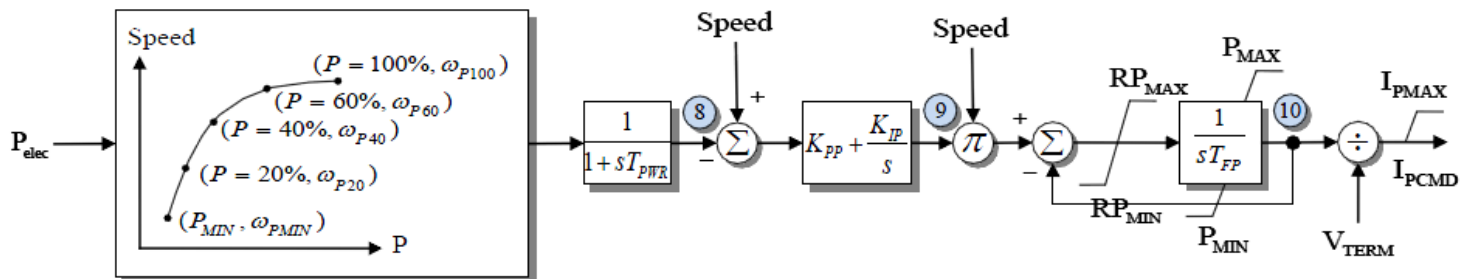 Speed
(P = 100%, ω_P100)
(P = 60%, ω_P60)
(P = 40%, ω_P40)
(P = 20%, ω_P20)
(P_MIN, ω_PMIN)
P
P_elec
1
1 + sT_PWR
8
Speed
+
−
Σ
K_PP + K_IP
s
9
Speed
π
+
−
Σ
RP_MAX
RP_MIN
P_MAX
1
sT_FP
P_MIN
10
÷
V_TERM
I_PMAX
I_PCMD